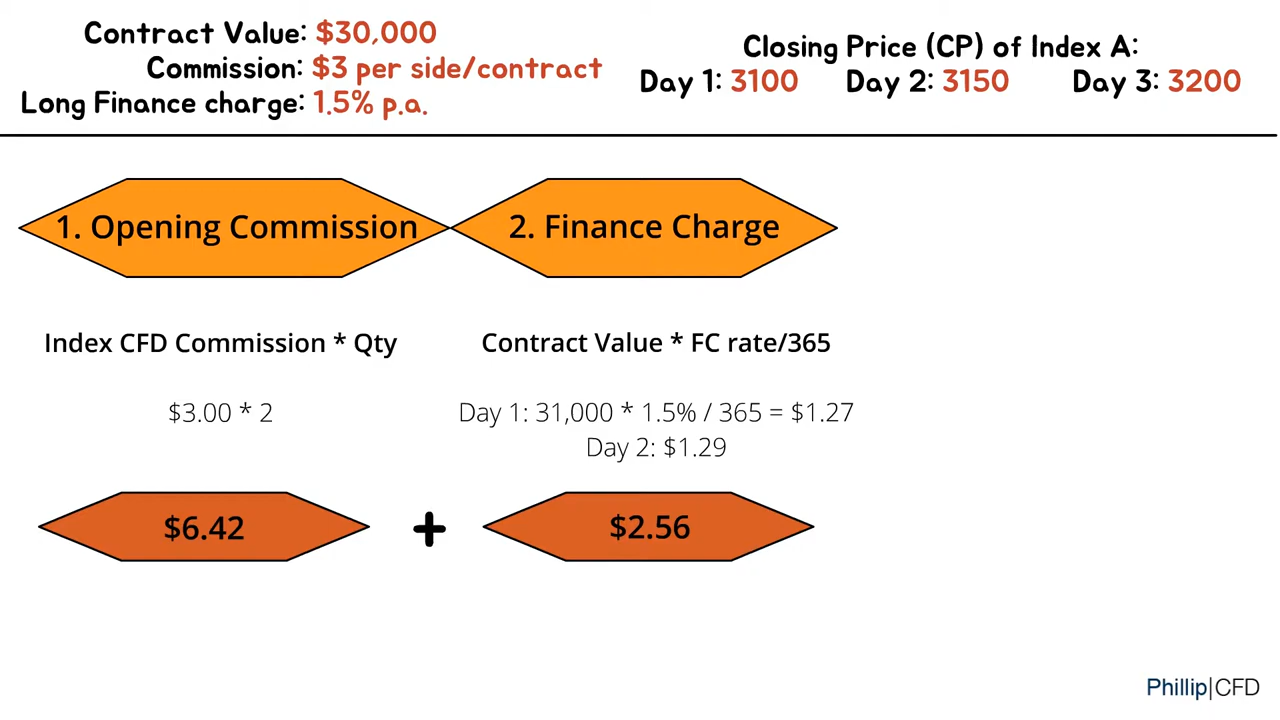 Contract Value: $30,000
Commission: $3 per side/contract
Long Finance charge: 1.5% p.a.
Closing Price (CP) of Index A:
Day 1: 3100 Day 2: 3150 Day 3: 3200
1. Opening Commission
2. Finance Charge
Index CFD Commission * Qty
Contract Value * FC rate/365
$3.00 * 2
Day 1: 31,000 * 1.5% / 365 = $1.27
Day 2: $1.29
$6.42
+
$2.56
Phillip|CFD